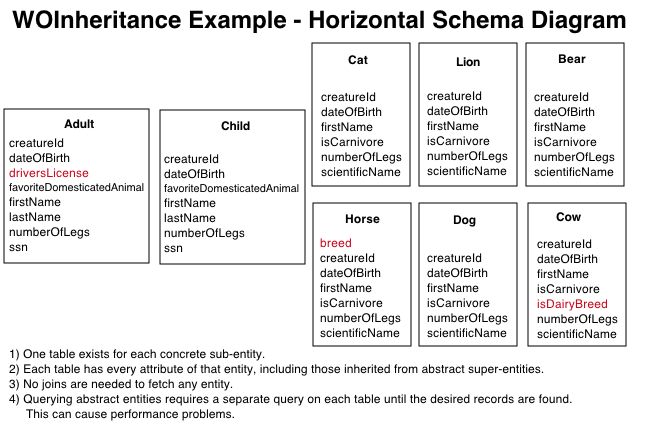 WOInheritance Example - Horizontal Schema Diagram
Adult
creatureId
dateOfBirth
driversLicense
favoriteDomesticatedAnimal
firstName
lastName
numberOfLegs
ssn
Child
creatureId
dateOfBirth
favoriteDomesticatedAnimal
firstName
lastName
numberOfLegs
ssn
Cat
creatureId
dateOfBirth
firstName
isCarnivore
numberOfLegs
scientificName
Lion
creatureId
dateOfBirth
firstName
isCarnivore
numberOfLegs
scientificName
Bear
creatureId
dateOfBirth
firstName
isCarnivore
numberOfLegs
scientificName
Horse
breed
creatureId
dateOfBirth
firstName
isCarnivore
numberOfLegs
scientificName
Dog
creatureId
dateOfBirth
firstName
isCarnivore
numberOfLegs
scientificName
Cow
creatureId
dateOfBirth
firstName
isCarnivore
isDairyBreed
numberOfLegs
scientificName
1) One table exists for each concrete sub-entity.
2) Each table has every attribute of that entity, including those inherited from abstract super-entities.
3) No joins are needed to fetch any entity.
4) Querying abstract entities requires a separate query on each table until the desired records are found.
This can cause performance problems.